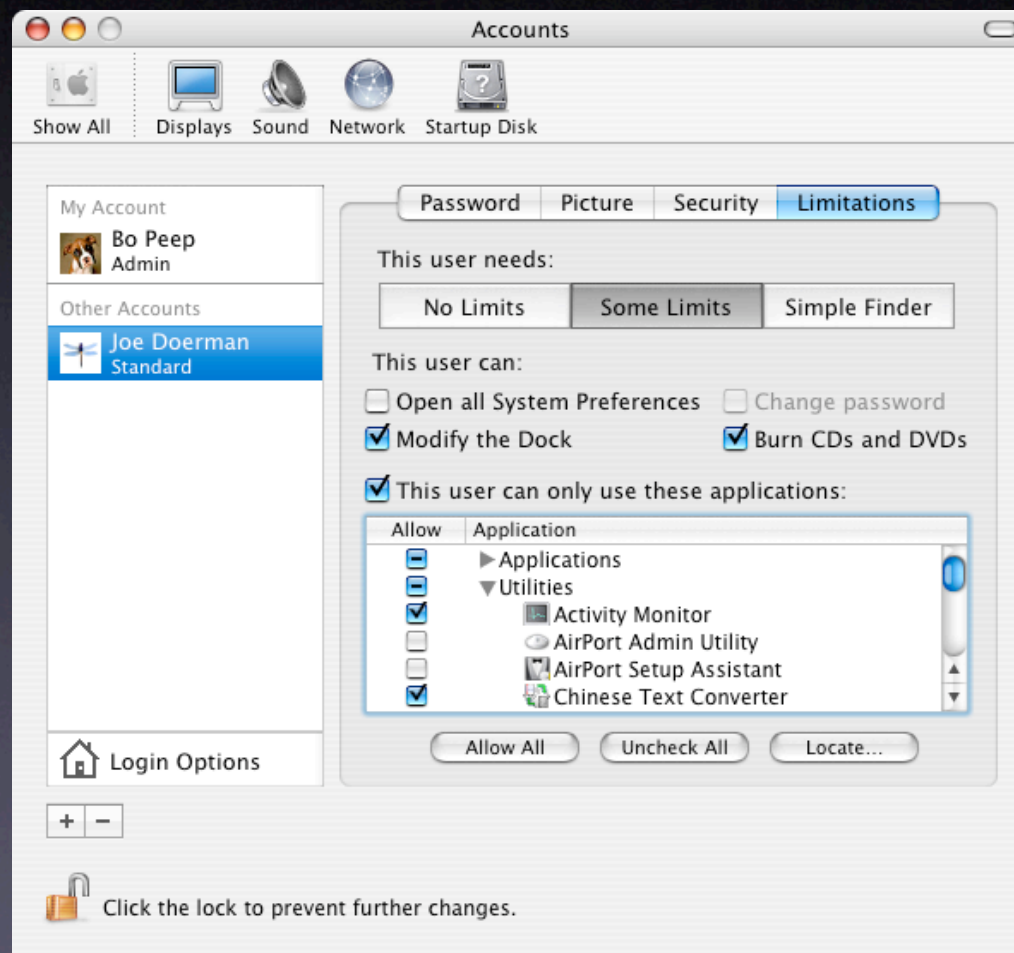 Accounts
Show All Displays Sound Network Startup Disk
My Account
Bo Peep
Admin
Other Accounts
Joe Doerman
Standard
Login Options
Password Picture Security Limitations
This user needs:
No Limits Some Limits Simple Finder
This user can:
Open all System Preferences Change password
Modify the Dock Burn CDs and DVDs
This user can only use these applications:
Allow Application
Applications
Utilities
Activity Monitor
AirPort Admin Utility
AirPort Setup Assistant
Chinese Text Converter
Allow All Uncheck All Locate...
Click the lock to prevent further changes.